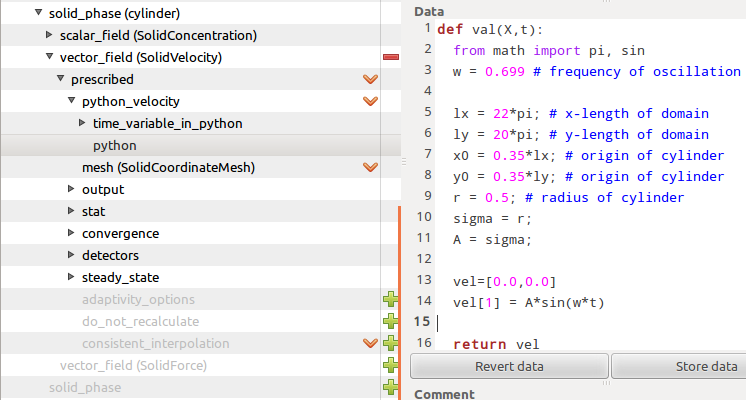 solid_phase (cylinder)
scalar_field (SolidConcentration)
vector_field (SolidVelocity)
prescribed
python_velocity
time_variable_in_python
python
mesh (SolidCoordinateMesh)
output
stat
convergence
detectors
steady_state
adaptivity_options
do_not_recalculate
consistent_interpolation
vector_field (SolidForce)
solid_phase
Data
1 def val(X,t):
2 from math import pi, sin
3 w = 0.699 # frequency of oscillation
4
5 lx = 22*pi; # x-length of domain
6 ly = 20*pi; # y-length of domain
7 x0 = 0.35*lx; # origin of cylinder
8 y0 = 0.35*ly; # origin of cylinder
9 r = 0.5; # radius of cylinder
10 sigma = r;
11 A = sigma;
12
13 vel=[0.0,0.0]
14 vel[1] = A*sin(w*t)
15
16 return vel
Revert data
Store data
Comment